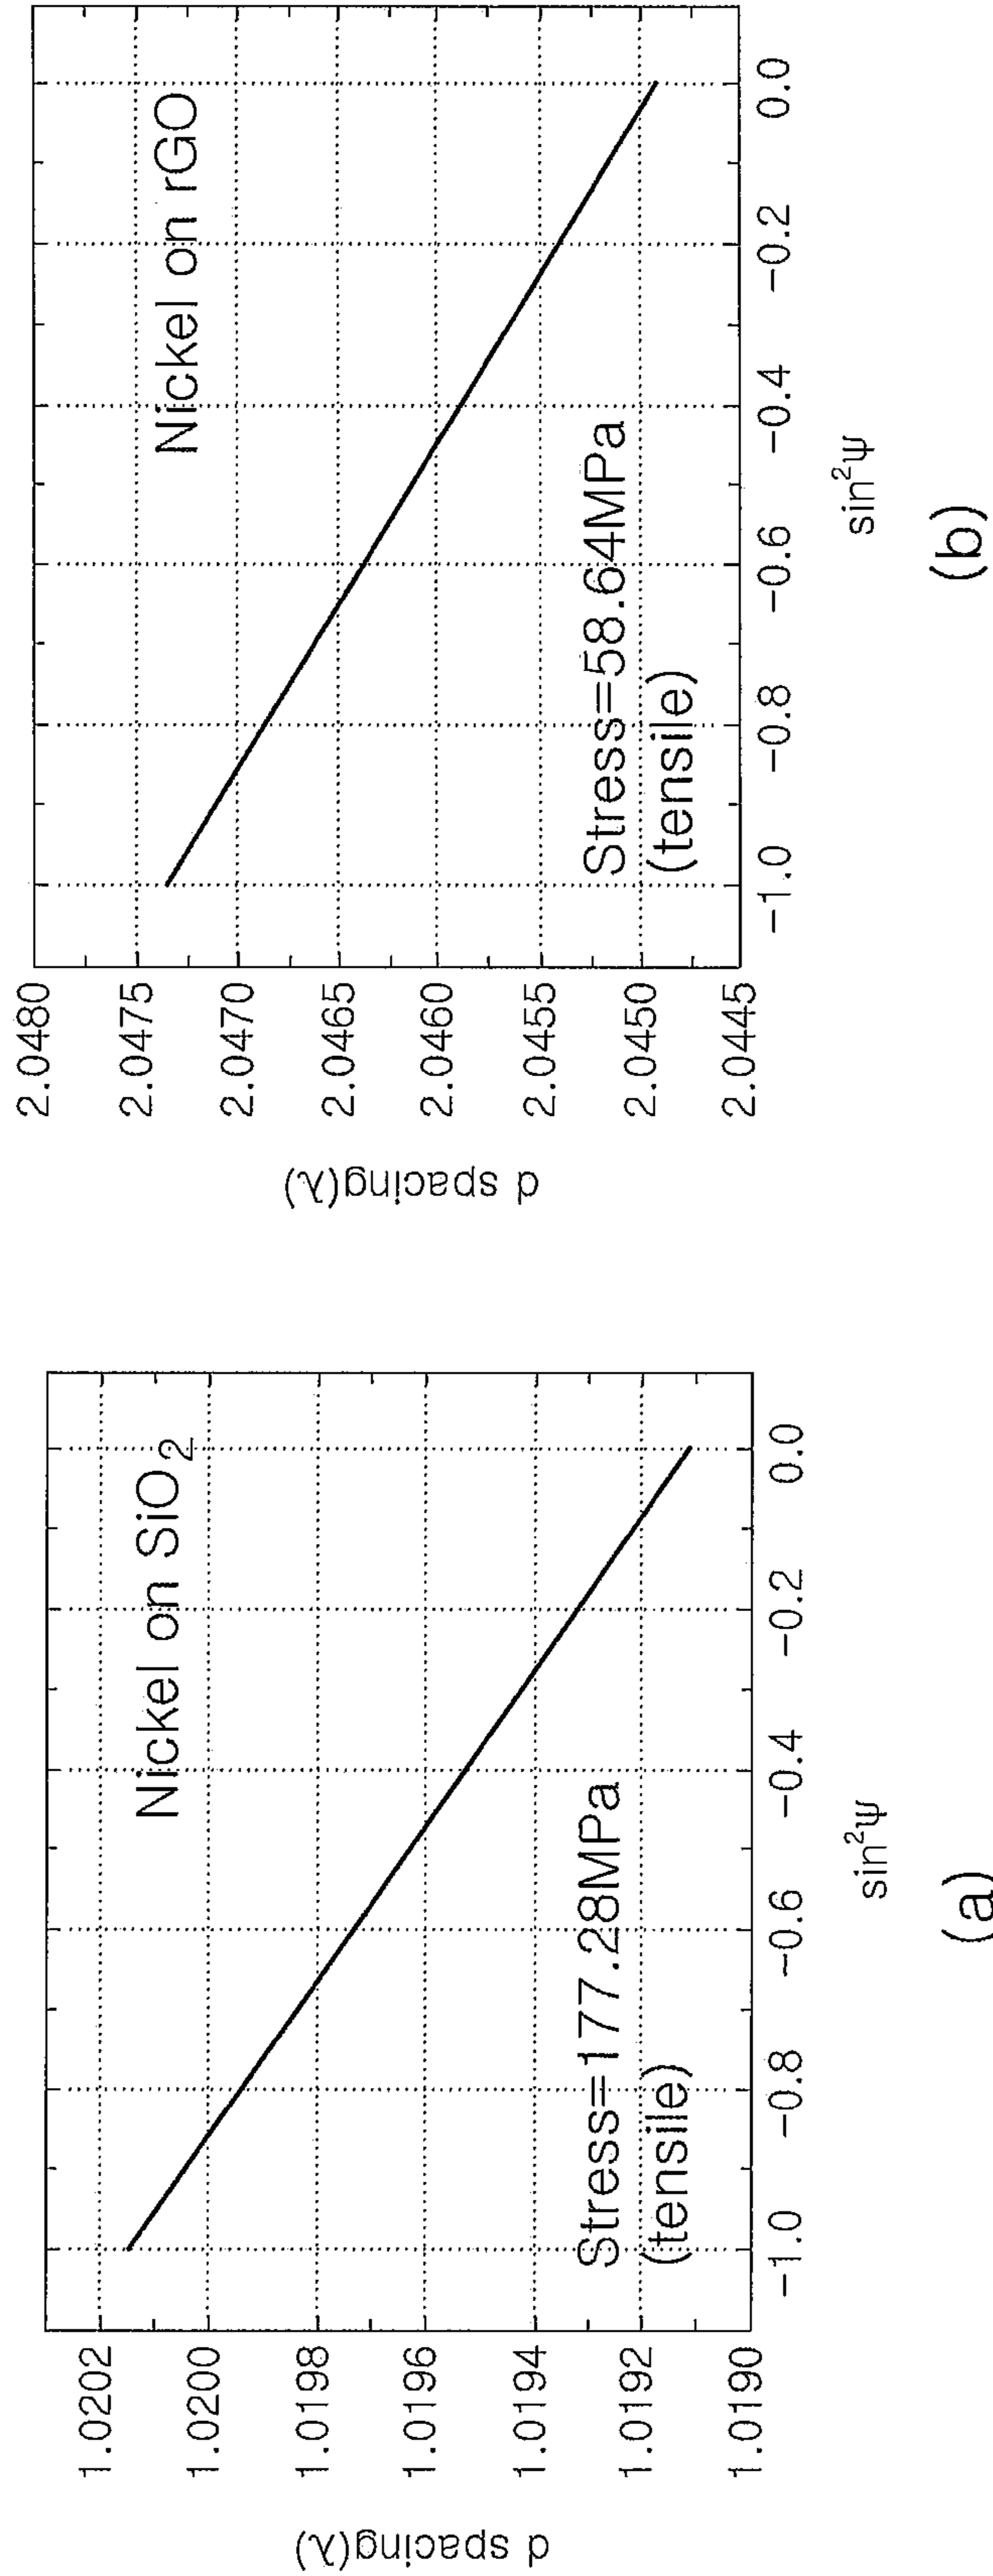 d spacing(λ)
1.0202
1.0200
1.0198
1.0196
1.0194
1.0192
1.0190
Nickel on SiO₂
Stress=177.28MPa
(tensile)
-1.0 -0.8 -0.6 -0.4 -0.2 0.0
sin²ψ
(a)
d spacing(λ)
2.0480
2.0475
2.0470
2.0465
2.0460
2.0455
2.0450
2.0445
Nickel on rGO
Stress=58.64MPa
(tensile)
-1.0 -0.8 -0.6 -0.4 -0.2 0.0
sin²ψ
(b)